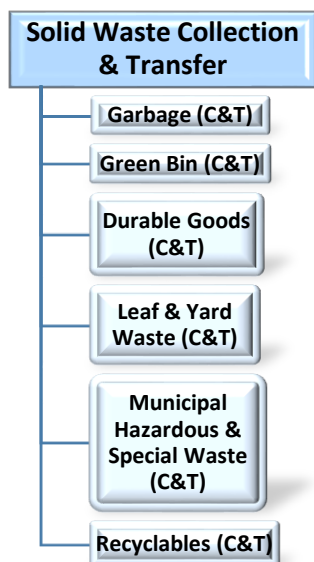 Solid Waste Collection
& Transfer
Garbage (C&T)
Green Bin (C&T)
Durable Goods
(C&T)
Leaf & Yard
Waste (C&T)
Municipal
Hazardous &
Special Waste
(C&T)
Recyclables (C&T)